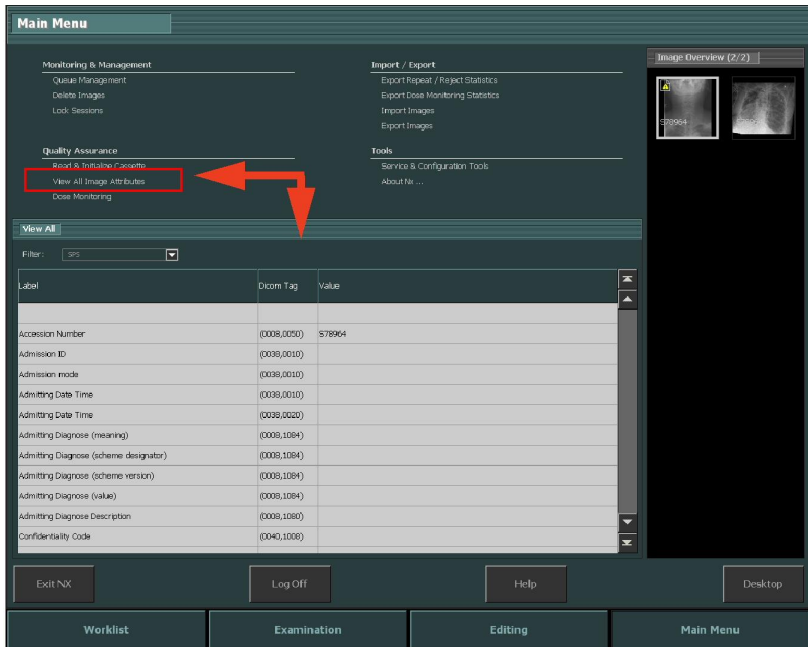 Main Menu
Monitoring & Management
Queue Management
Delete Images
Lock Sessions
Import / Export
Export Repeat / Reject Statistics
Export Dose Monitoring Statistics
Import Images
Export Images
Quality Assurance
Read & Initialize Cassette
View All Image Attributes
Dose Monitoring
Tools
Service & Configuration Tools
About Nx ...
Image Overview (2/2)
S78964
View All
Filter: SPS
Label Dicom Tag Value
Accession Number (0008,0050) S78964
Admission ID (0038,0010)
Admission mode (0038,0010)
Admitting Date Time (0038,0010)
Admitting Date Time (0038,0020)
Admitting Diagnose (meaning) (0008,1084)
Admitting Diagnose (scheme designator) (0008,1084)
Admitting Diagnose (scheme version) (0008,1084)
Admitting Diagnose (value) (0008,1084)
Admitting Diagnose Description (0008,1080)
Confidentiality Code (0040,1008)
Exit NX Log Off Help Desktop
Worklist Examination Editing Main Menu